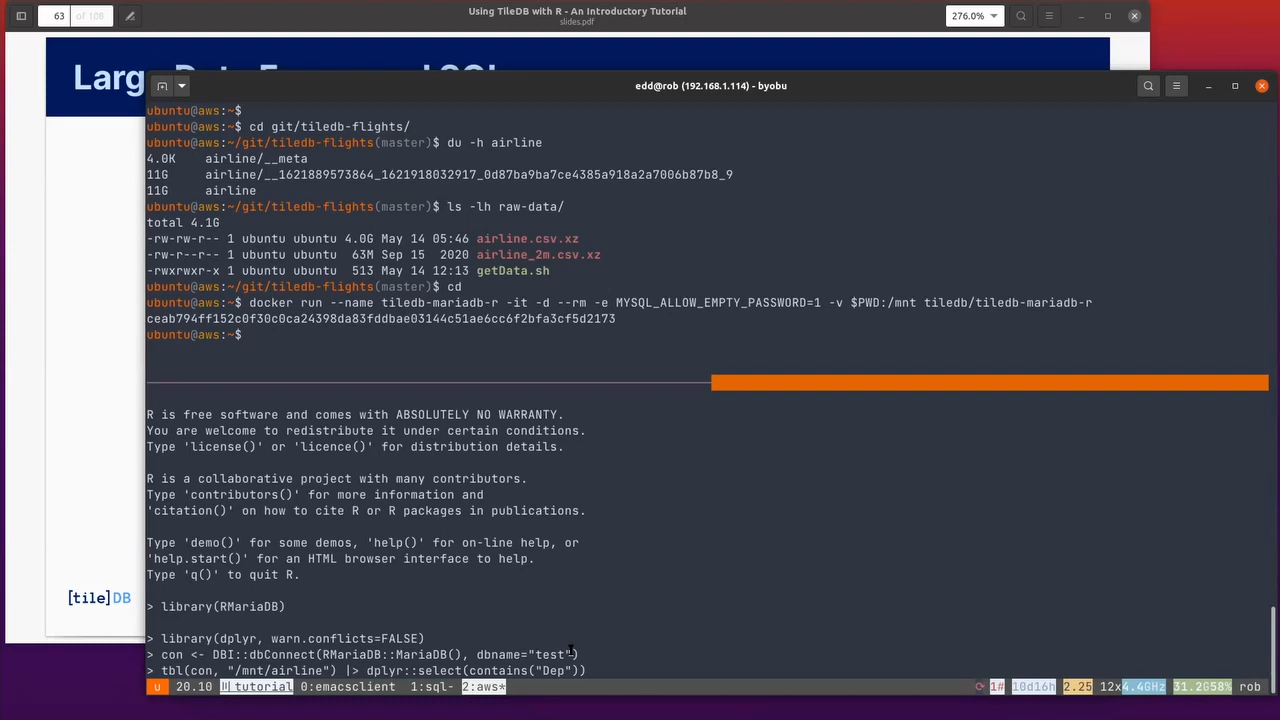 63 of 108
Using TileDB with R - An Introductory Tutorial
slides.pdf
276.0%
edd@rob (192.168.1.114) - byobu
ubuntu@aws:~$
ubuntu@aws:~$ cd git/tiledb-flights/
ubuntu@aws:~/git/tiledb-flights(master)$ du -h airline
4.0K airline/__meta
11G airline/__1621889573864_1621918032917_0d87ba9ba7ce4385a918a2a7006b87b8_9
11G airline
ubuntu@aws:~/git/tiledb-flights(master)$ ls -lh raw-data/
total 4.1G
-rw-rw-r-- 1 ubuntu ubuntu 4.0G May 14 05:46 airline.csv.xz
-rw-r--r-- 1 ubuntu ubuntu 63M Sep 15 2020 airline_2m.csv.xz
-rwxrwxr-x 1 ubuntu ubuntu 513 May 14 12:13 getData.sh
ubuntu@aws:~/git/tiledb-flights(master)$ cd
ubuntu@aws:~$ docker run --name tiledb-mariadb-r -it -d --rm -e MYSQL_ALLOW_EMPTY_PASSWORD=1 -v $PWD:/mnt tiledb/tiledb-mariadb-r
ceab794ff152c0f30c0ca24398da83fddbae03144c51ae6cc6f2bfa3cf5d2173
ubuntu@aws:~$
R is free software and comes with ABSOLUTELY NO WARRANTY.
You are welcome to redistribute it under certain conditions.
Type 'license()' or 'licence()' for distribution details.
R is a collaborative project with many contributors.
Type 'contributors()' for more information and
'citation()' on how to cite R or R packages in publications.
Type 'demo()' for some demos, 'help()' for on-line help, or
'help.start()' for an HTML browser interface to help.
Type 'q()' to quit R.
> library(RMariaDB)
> library(dplyr, warn.conflicts=FALSE)
> con <- DBI::dbConnect(RMariaDB::MariaDB(), dbname="test")
> tbl(con, "/mnt/airline") |> dplyr::select(contains("Dep"))
[tile]DB
u 20.10 tutorial 0:emacsclient 1:sql- 2:aws* 1# 10d16h 2.25 12x4.4GHz 31.2G58% rob